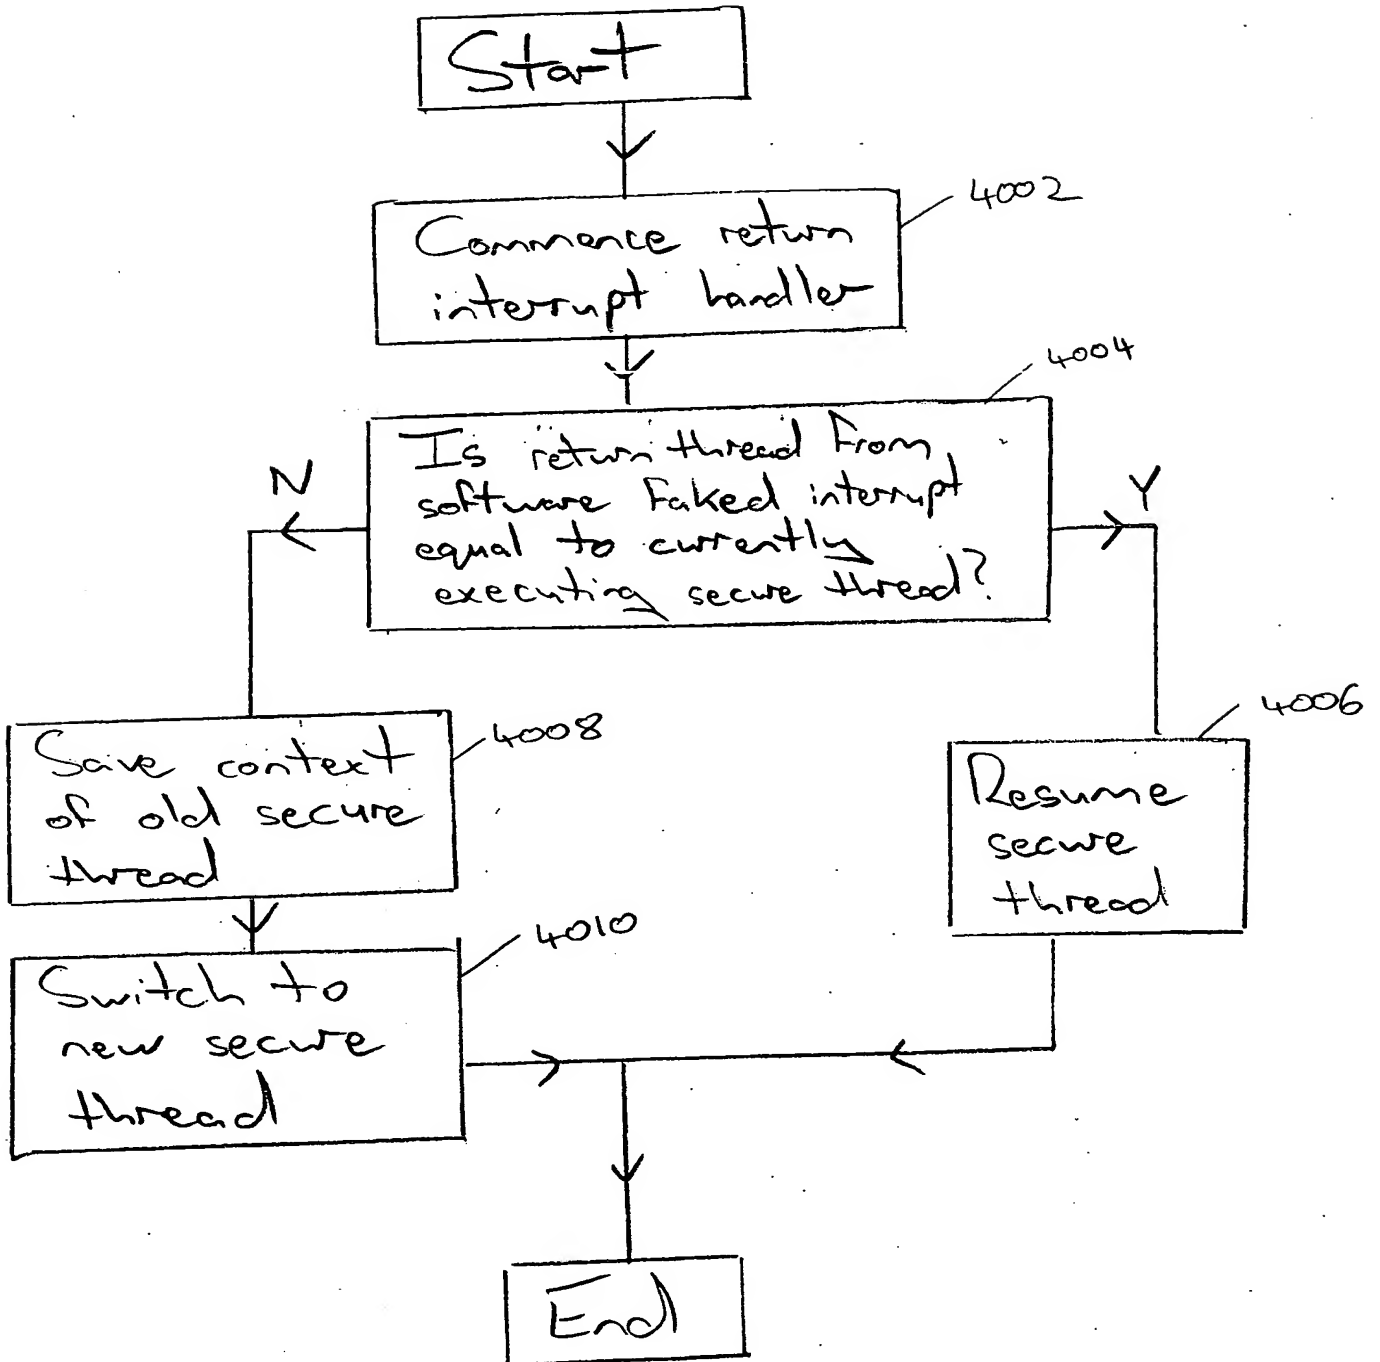 Start
4002
Commence return
interrupt handler
4004
Is return thread from
software faked interrupt
equal to currently
executing secure thread?
N
Y
4008
Save context
of old secure
thread
4006
Resume
secure
thread
4010
Switch to
new secure
thread
End